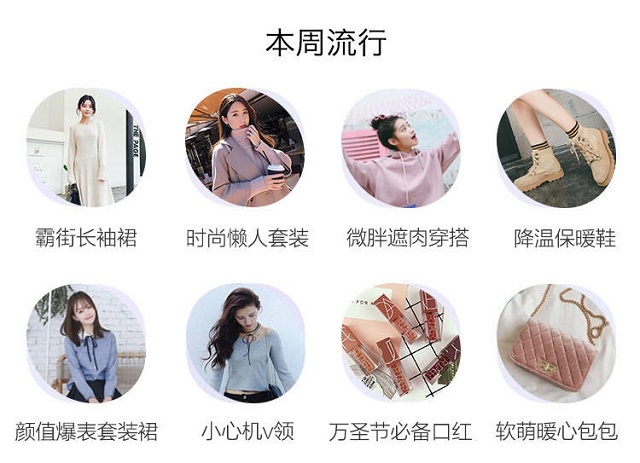 本周流行
霸街长袖裙
时尚懒人套装
微胖遮肉穿搭
降温保暖鞋
颜值爆表套装裙
小心机v领
万圣节必备口红
软萌暖心包包